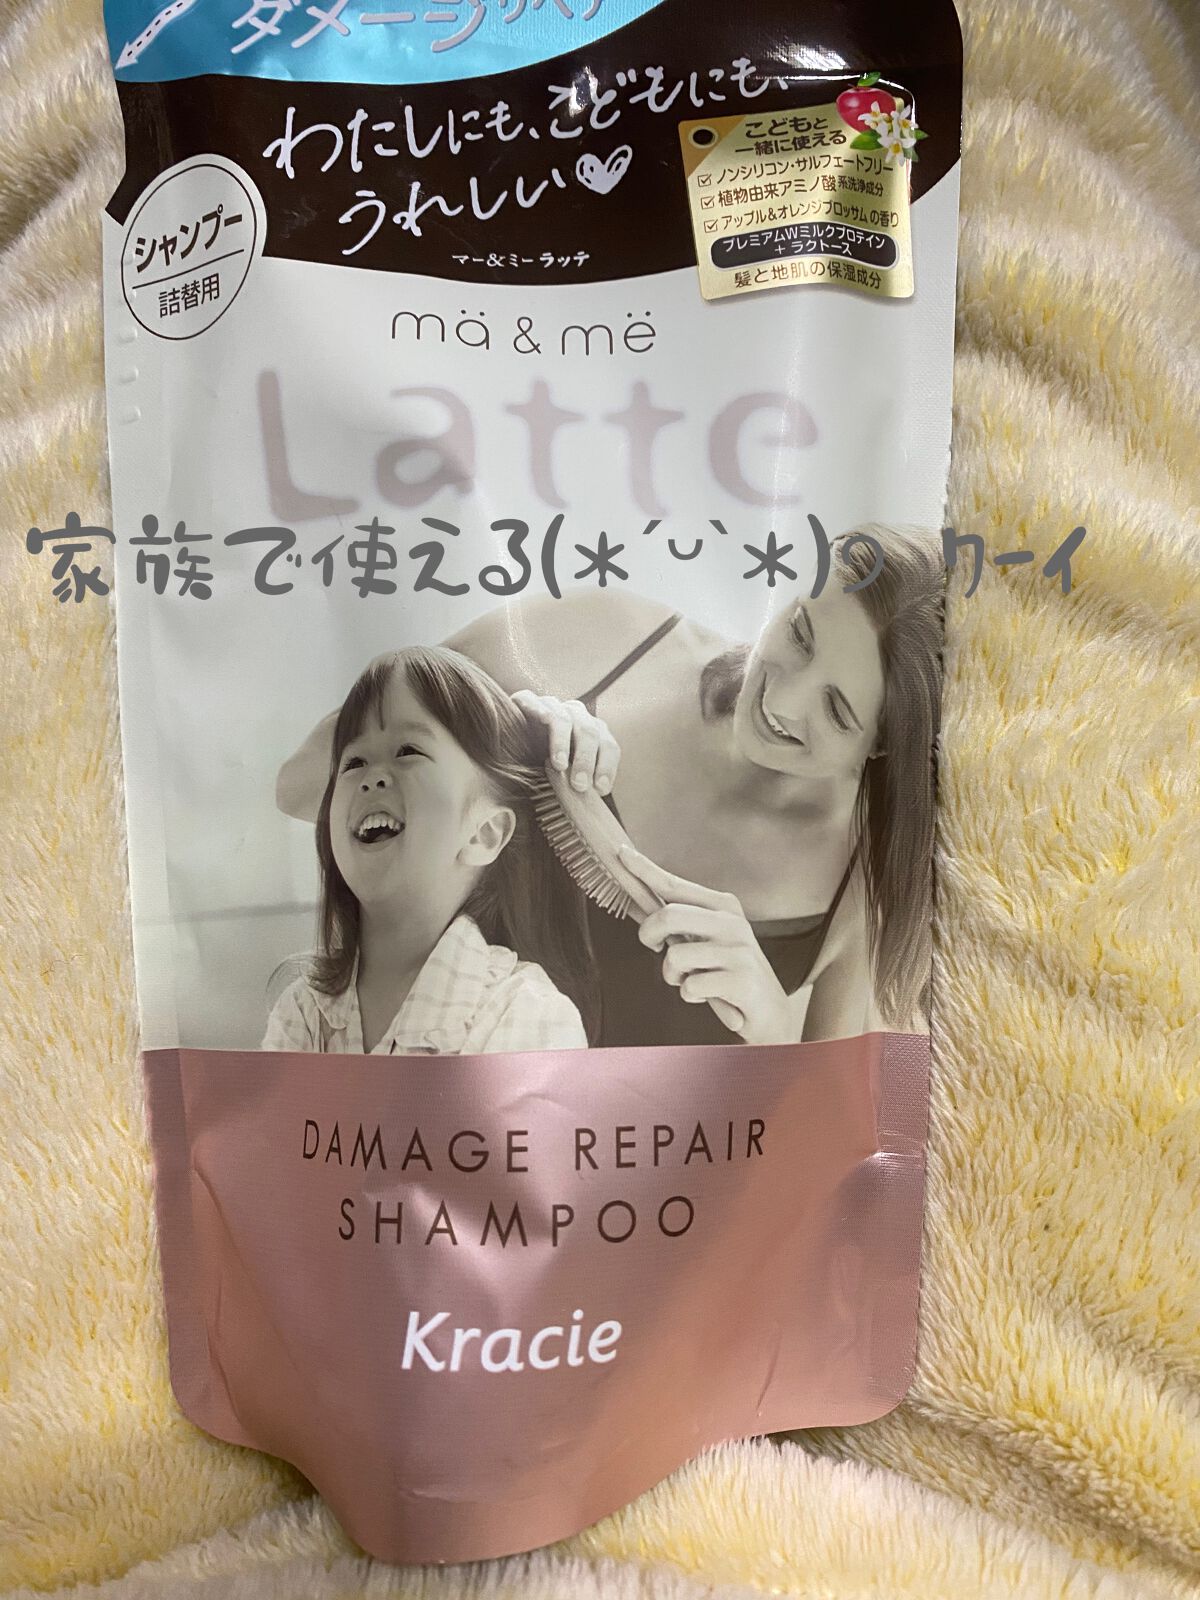 ダメージリペア
わたしにも、こどもにも、
うれしい♡
マー&ミー ラッテ
シャンプー
詰替用
こどもと
一緒に使える
ノンシリコン・サルフェートフリー
植物由来アミノ酸系洗浄成分
アップル&オレンジブロッサムの香り
プレミアムWミルクプロテイン
+ ラクトース
髪と地肌の保湿成分
mä & më
Latte
家族で使える(*´ᵕ`*)੭ ワーイ
DAMAGE REPAIR
SHAMPOO
Kracie